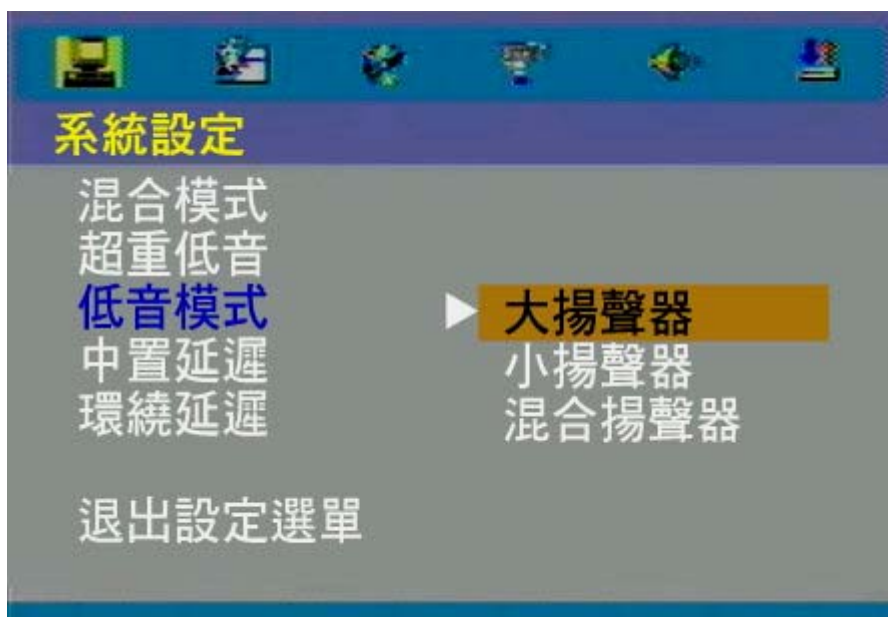 系統設定
混合模式
超重低音
低音模式
大揚聲器
中置延遲
小揚聲器
環繞延遲
混合揚聲器
退出設定選單